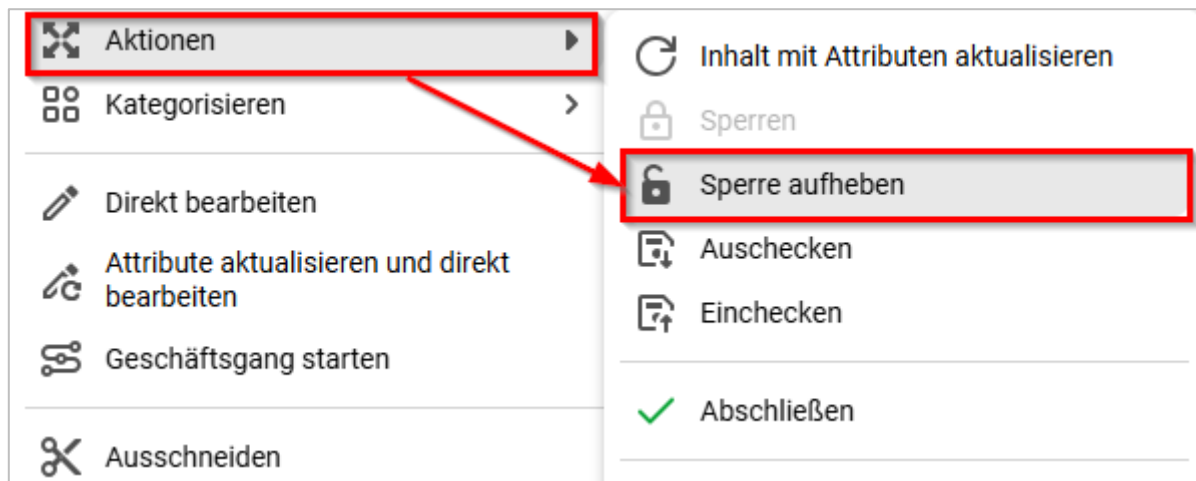 Aktionen
Kategorisieren
Direkt bearbeiten
Attribute aktualisieren und direkt
bearbeiten
Geschäftsgang starten
Ausschneiden
Inhalt mit Attributen aktualisieren
Sperren
Sperre aufheben
Auschecken
Einchecken
Abschließen